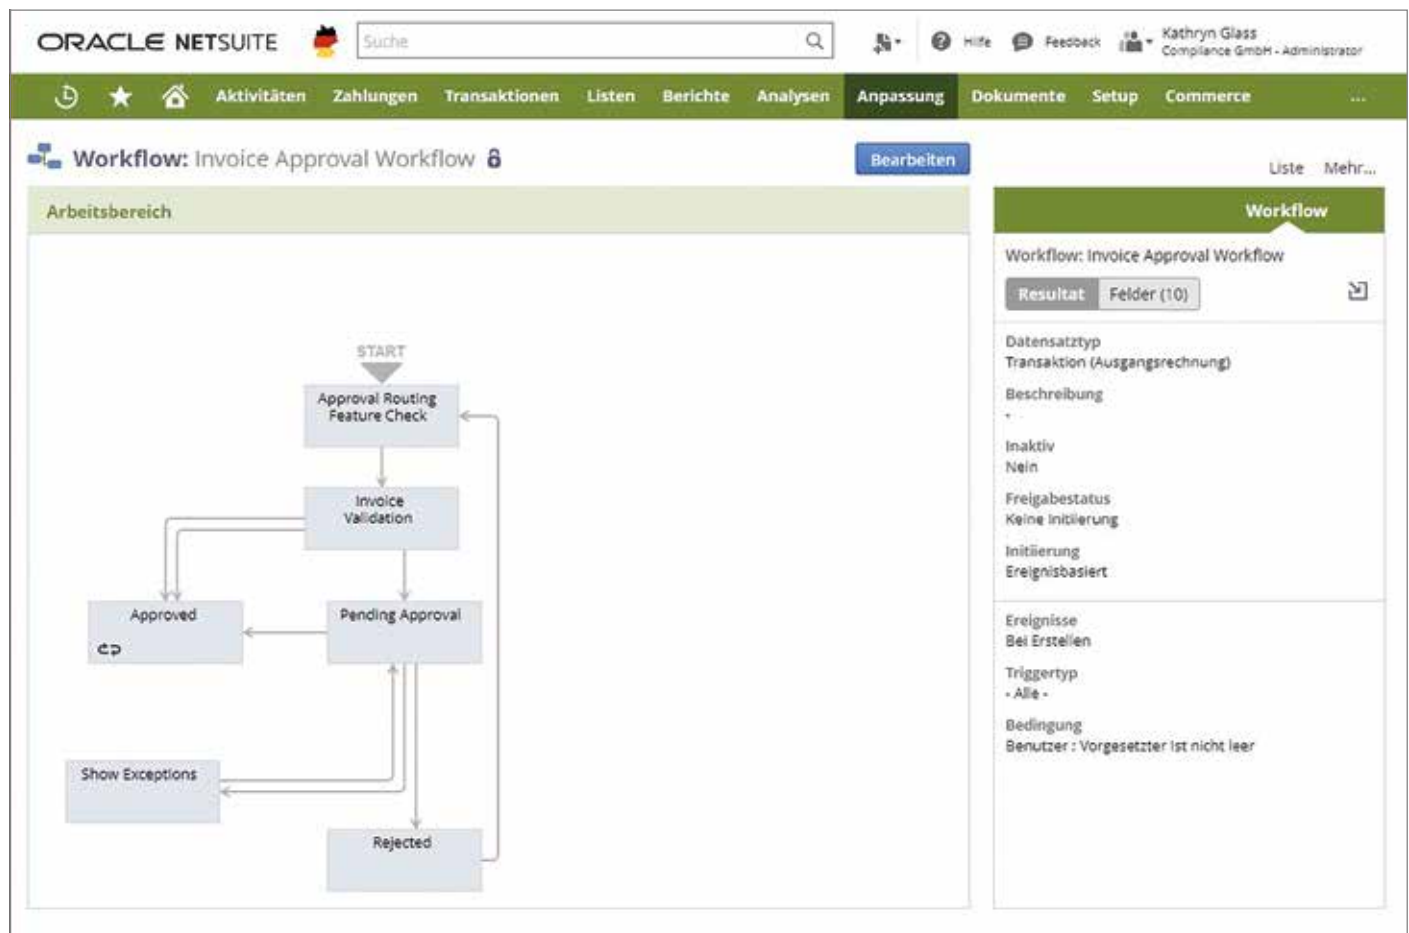 ORACLE NETSUITE
Suche
Hilfe
Feedback
Kathryn Glass
Compliance GmbH - Administrator
Aktivitäten Zahlungen Transaktionen Listen Berichte Analysen Anpassung Dokumente Setup Commerce ...
Workflow: Invoice Approval Workflow
Bearbeiten
Liste Mehr...
Arbeitsbereich
START
Approval Routing
Feature Check
Invoice
Validation
Approved
Pending Approval
Show Exceptions
Rejected
Workflow
Workflow: Invoice Approval Workflow
Resultat Felder (10)
Datensatztyp
Transaktion (Ausgangsrechnung)
Beschreibung
-
Inaktiv
Nein
Freigabestatus
Keine Initiierung
Initiierung
Ereignisbasiert
Ereignisse
Bei Erstellen
Triggertyp
- Alle -
Bedingung
Benutzer : Vorgesetzter ist nicht leer